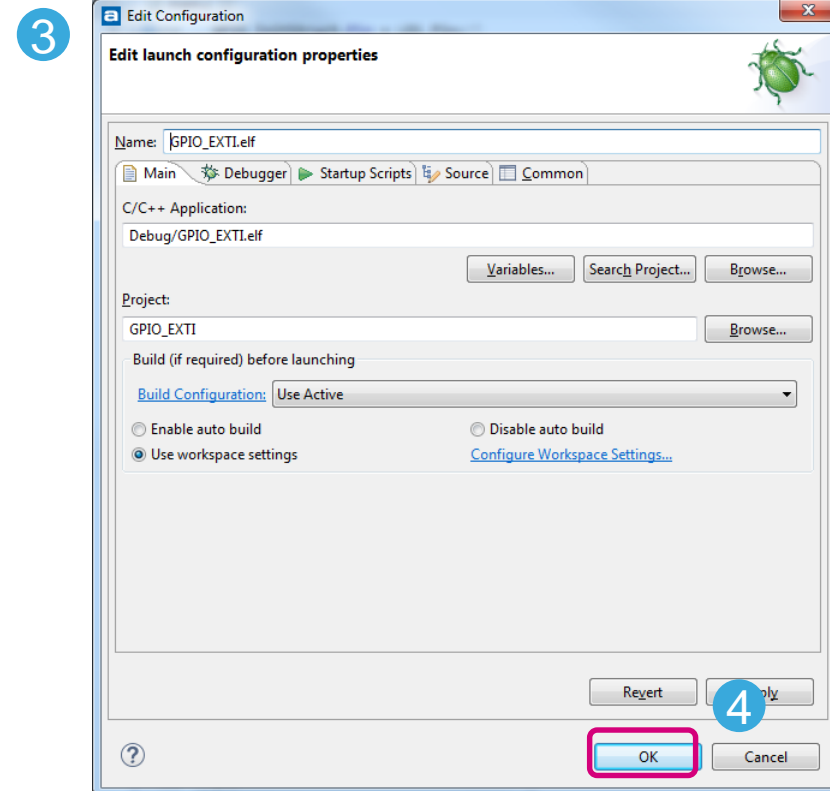 3
Edit Configuration
Edit launch configuration properties
Name: GPIO_EXTI.elf
Main Debugger Startup Scripts Source Common
C/C++ Application:
Debug/GPIO_EXTI.elf
Variables... Search Project... Browse...
Project:
GPIO_EXTI Browse...
Build (if required) before launching
Build Configuration: Use Active
Enable auto build Disable auto build
Use workspace settings Configure Workspace Settings...
Revert
4
OK Cancel